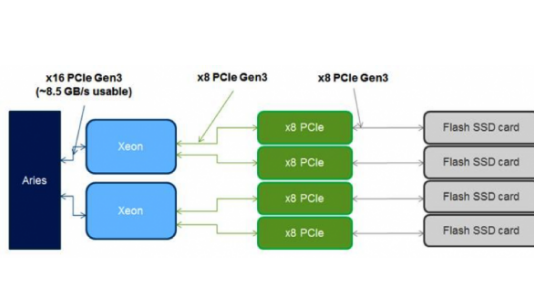 x16 PCIe Gen3
(~8.5 GB/s usable)
x8 PCIe Gen3
x8 PCIe Gen3
Aries
Xeon
Xeon
x8 PCIe
x8 PCIe
x8 PCIe
x8 PCIe
Flash SSD card
Flash SSD card
Flash SSD card
Flash SSD card